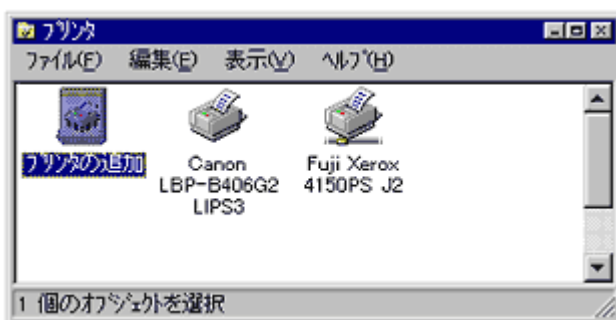 プリンタ
ファイル(F) 編集(E) 表示(V) ヘルプ(H)
プリンタの追加
Canon
LBP-B406G2
LIPS3
Fuji Xerox
4150PS J2
1 個のオブジェクトを選択